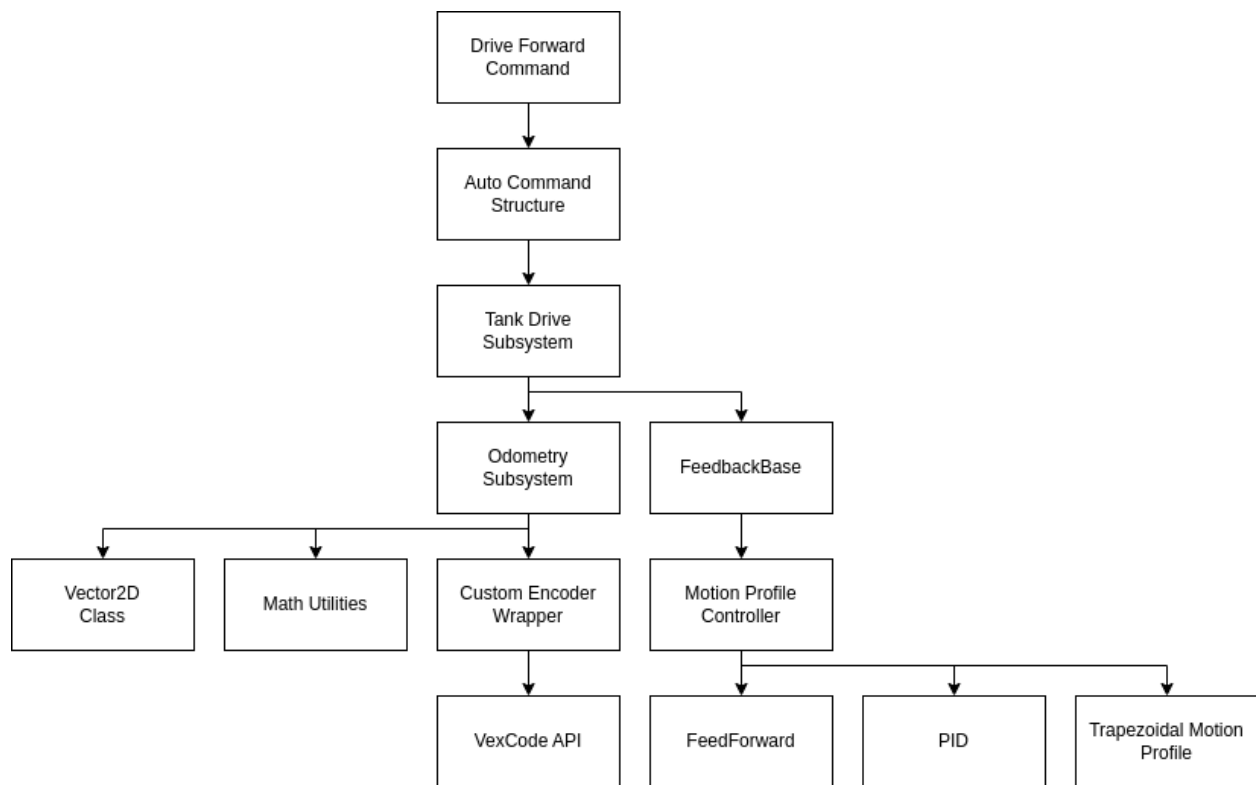 Drive Forward
Command
Auto Command
Structure
Tank Drive
Subsystem
Odometry
Subsystem
FeedbackBase
Vector2D
Class
Math Utilities
Custom Encoder
Wrapper
Motion Profile
Controller
VexCode API
FeedForward
PID
Trapezoidal Motion
Profile